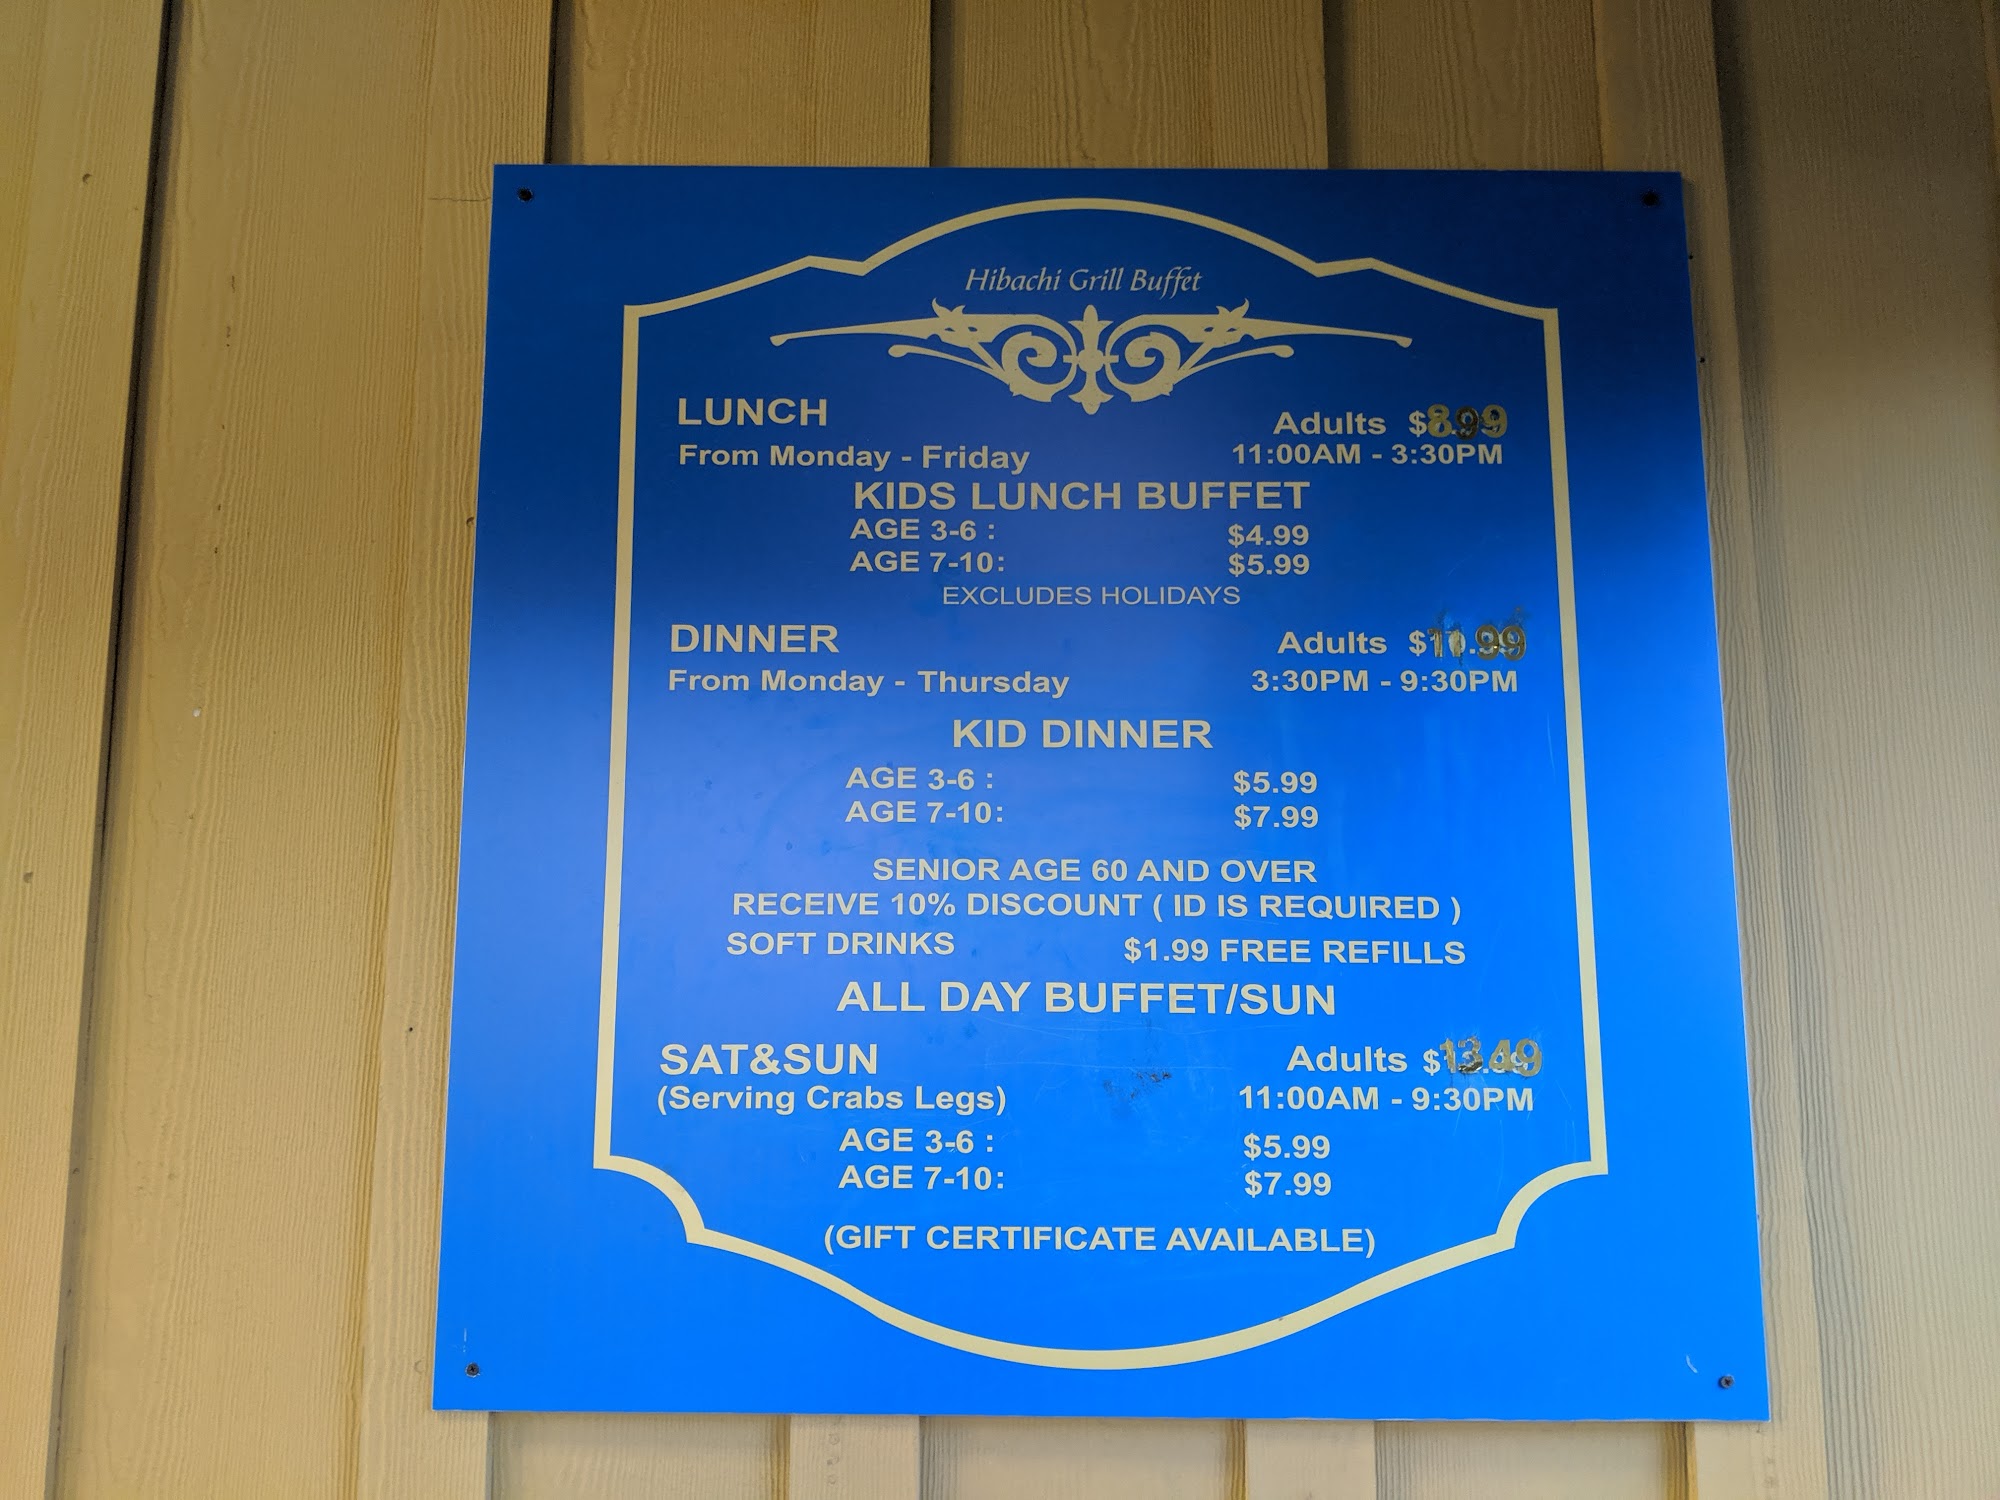 Hibachi Grill Buffet
LUNCH Adults $8.99
From Monday - Friday 11:00AM - 3:30PM
KIDS LUNCH BUFFET
AGE 3-6 : $4.99
AGE 7-10: $5.99
EXCLUDES HOLIDAYS
DINNER Adults
From Monday - Thursday 3:30PM - 9:30PM
KID DINNER
AGE 3-6 : $5.99
AGE 7-10: $7.99
SENIOR AGE 60 AND OVER
RECEIVE 10% DISCOUNT ( ID IS REQUIRED )
SOFT DRINKS $1.99 FREE REFILLS
ALL DAY BUFFET/SUN
SAT&SUN Adults $13.49
(Serving Crabs Legs) 11:00AM - 9:30PM
AGE 3-6 : $5.99
AGE 7-10: $7.99
(GIFT CERTIFICATE AVAILABLE)